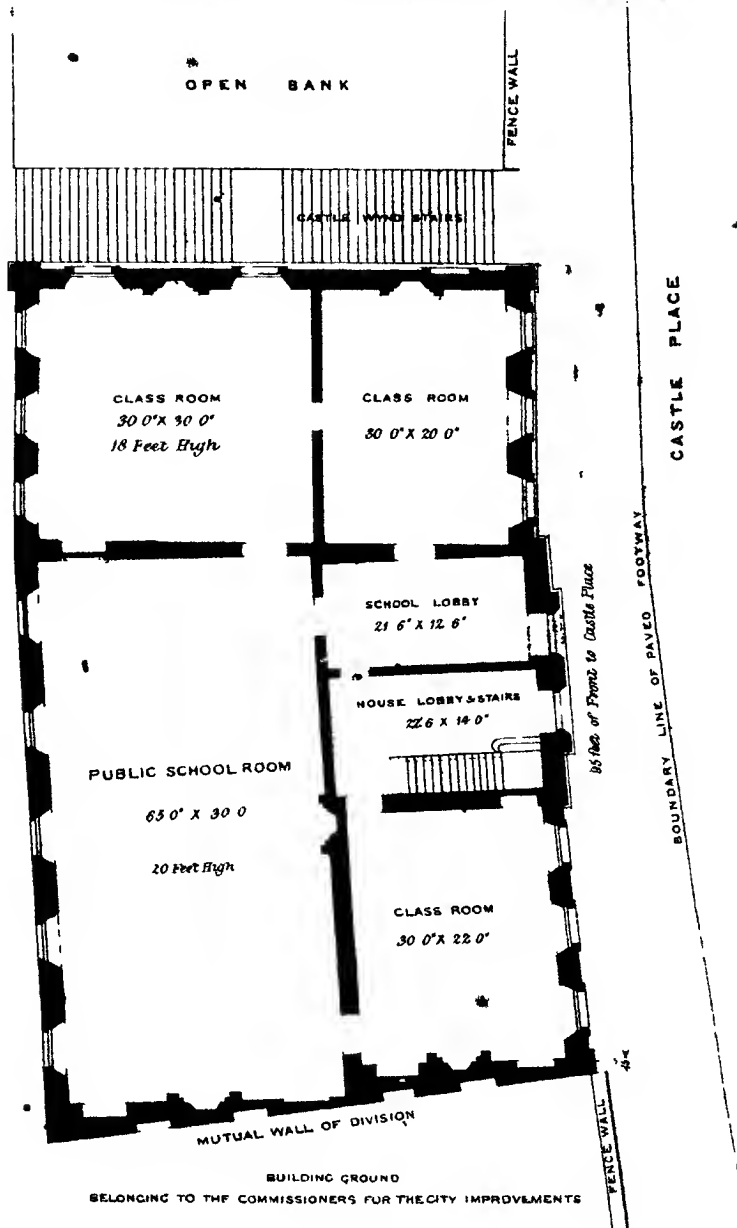 OPEN BANK
FENCE WALL
CASTLE WYND STAIRS
CASTLE PLACE
CLASS ROOM
30 0" X 30 0"
18 Feet High
CLASS ROOM
30 0" X 20 0"
SCHOOL LOBBY
21 6" X 12 6"
HOUSE LOBBY & STAIRS
22 6 X 14 0"
Feet of Front to Castle Place
BOUNDARY LINE OF PAVED FOOTWAY
PUBLIC SCHOOL ROOM
65 0" X 30 0
20 Feet High
CLASS ROOM
30 0" X 22 0"
MUTUAL WALL OF DIVISION
FENCE WALL
BUILDING GROUND
BELONGING TO THE COMMISSIONERS FOR THE CITY IMPROVEMENTS